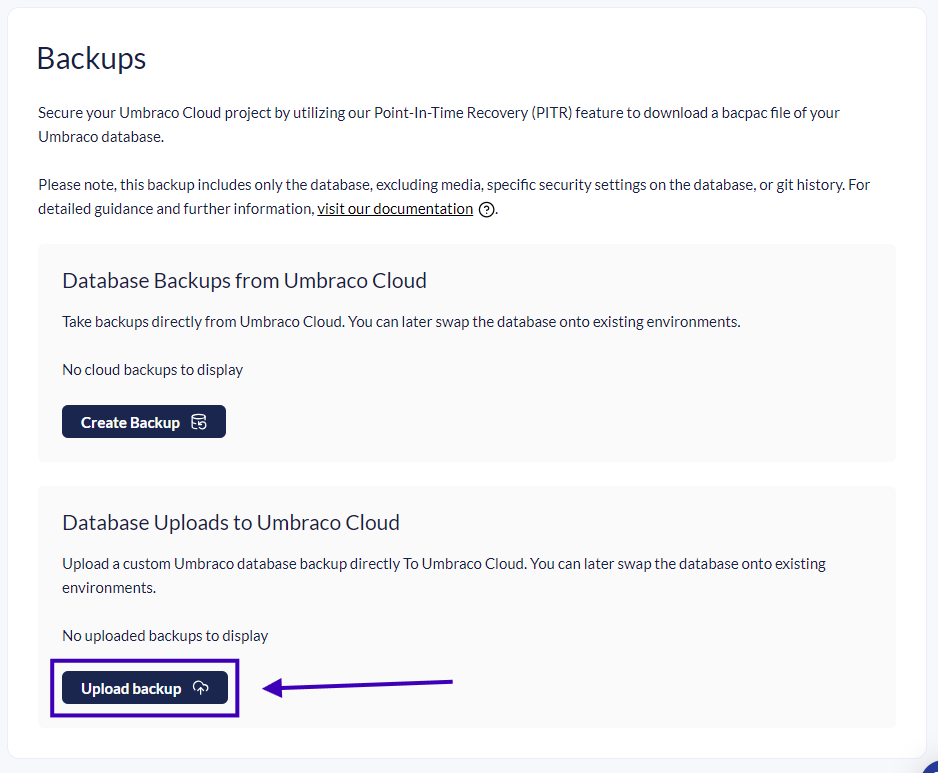 Backups
Secure your Umbraco Cloud project by utilizing our Point-In-Time Recovery (PITR) feature to download a bacpac file of your
Umbraco database.
Please note, this backup includes only the database, excluding media, specific security settings on the database, or git history. For
detailed guidance and further information, visit our documentation ?.
Database Backups from Umbraco Cloud
Take backups directly from Umbraco Cloud. You can later swap the database onto existing environments.
No cloud backups to display
Create Backup
Database Uploads to Umbraco Cloud
Upload a custom Umbraco database backup directly To Umbraco Cloud. You can later swap the database onto existing
environments.
No uploaded backups to display
Upload backup